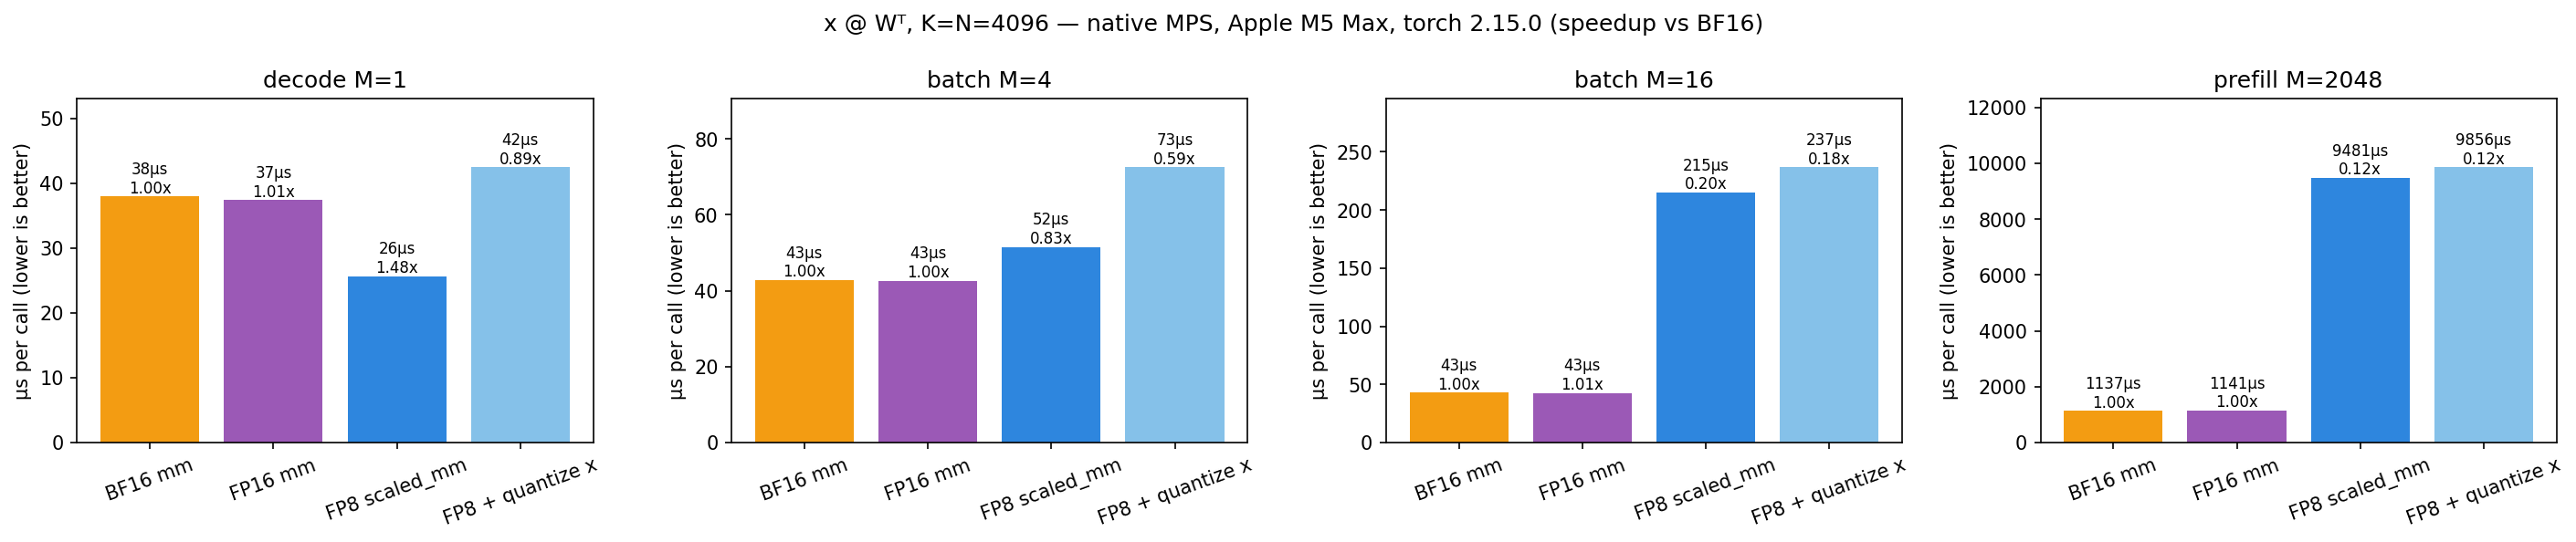 x @ Wᵀ, K=N=4096 — native MPS, Apple M5 Max, torch 2.15.0 (speedup vs BF16)
decode M=1
µs per call (lower is better)
50
40
30
20
10
0
38µs
1.00x
37µs
1.01x
26µs
1.48x
42µs
0.89x
BF16 mm
FP16 mm
FP8 scaled_mm
FP8 + quantize x
batch M=4
µs per call (lower is better)
80
60
40
20
0
43µs
1.00x
43µs
1.00x
52µs
0.83x
73µs
0.59x
BF16 mm
FP16 mm
FP8 scaled_mm
FP8 + quantize x
batch M=16
µs per call (lower is better)
250
200
150
100
50
0
43µs
1.00x
43µs
1.01x
215µs
0.20x
237µs
0.18x
BF16 mm
FP16 mm
FP8 scaled_mm
FP8 + quantize x
prefill M=2048
µs per call (lower is better)
12000
10000
8000
6000
4000
2000
0
1137µs
1.00x
1141µs
1.00x
9481µs
0.12x
9856µs
0.12x
BF16 mm
FP16 mm
FP8 scaled_mm
FP8 + quantize x